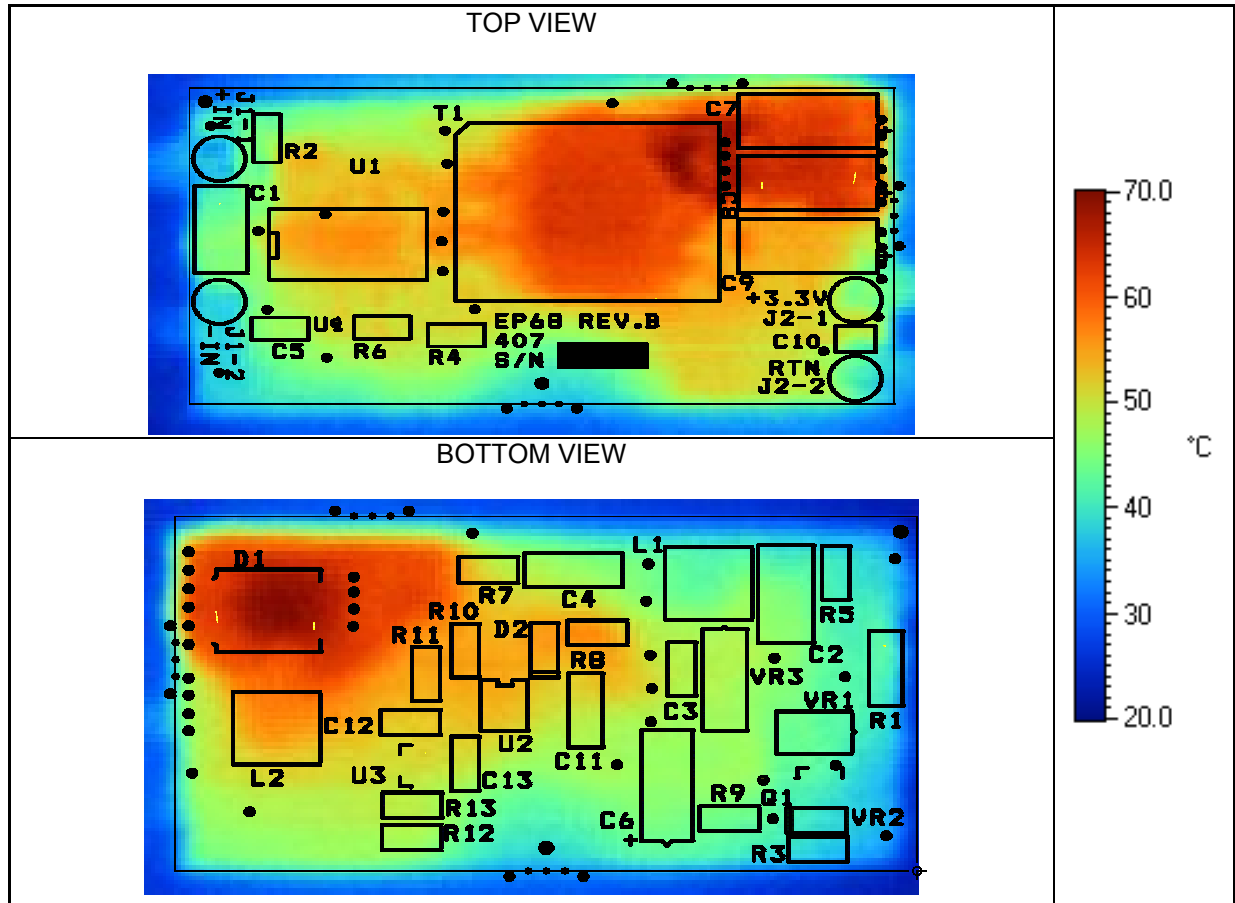 TOP VIEW
+IN
J1-1
R2
C1
U1
T1
C7
C8
C9
+3.3V
J2-1
C10
RTN
J2-2
-IN
J1-2
C5
R6
R4
EP68 REV.B
407
S/N
BOTTOM VIEW
D1
L2
R10
R11
C12
U3
R7
C4
D2
R8
U2
C13
C11
R13
R12
L1
R5
C2
C3
VR3
VR1
R1
C6
+
R9
Q1
VR2
R3
70.0
60
50
°C
40
30
20.0